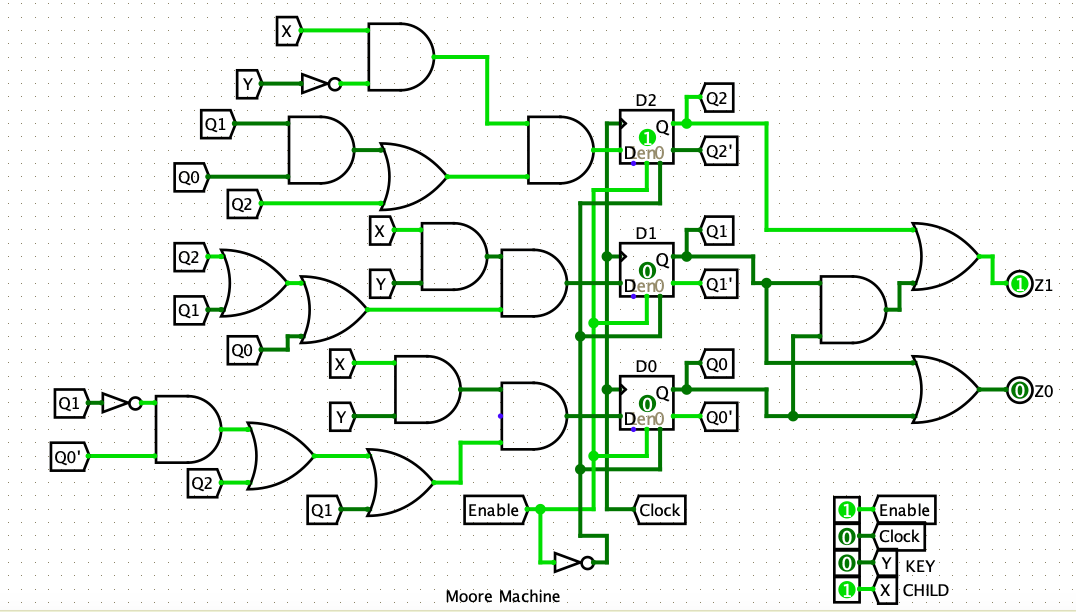 X
Y
Q1
Q0
Q2
D2
Q
1
D en 0
Q2
Q2'
X
Y
Q2
Q1
Q0
D1
Q
0
D en 0
Q1
Q1'
1 Z1
X
Y
Q1
Q0'
Q2
Q1
D0
Q
0
D en 0
Q0
Q0'
0 Z0
Enable
Clock
1 Enable
0 Clock
0 Y KEY
1 X CHILD
Moore Machine